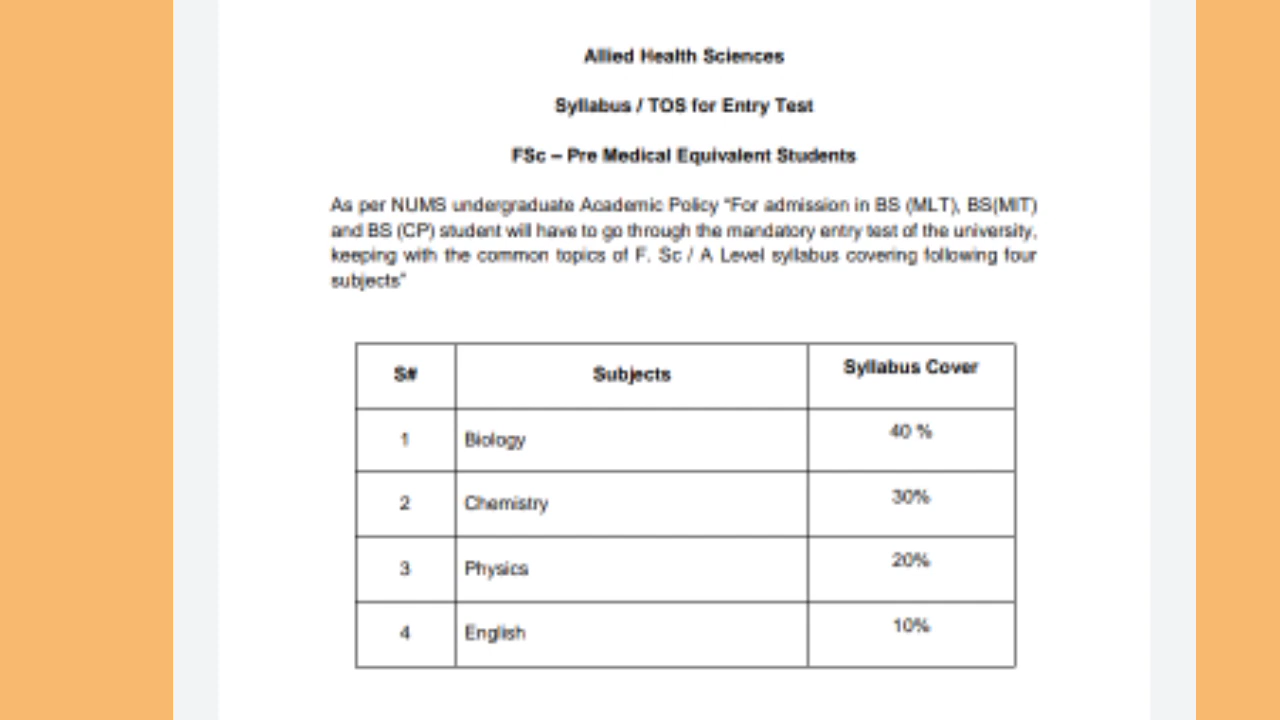 Allied Health Sciences
Syllabus / TOS for Entry Test
FSc – Pre Medical Equivalent Students
As per NUMS undergraduate Academic Policy “For admission in BS (MLT), BS(MIT)
and BS (CP) student will have to go through the mandatory entry test of the university,
keeping with the common topics of F. Sc / A Level syllabus covering following four
subjects”
S# Subjects Syllabus Cover
1 Biology 40 %
2 Chemistry 30%
3 Physics 20%
4 English 10%